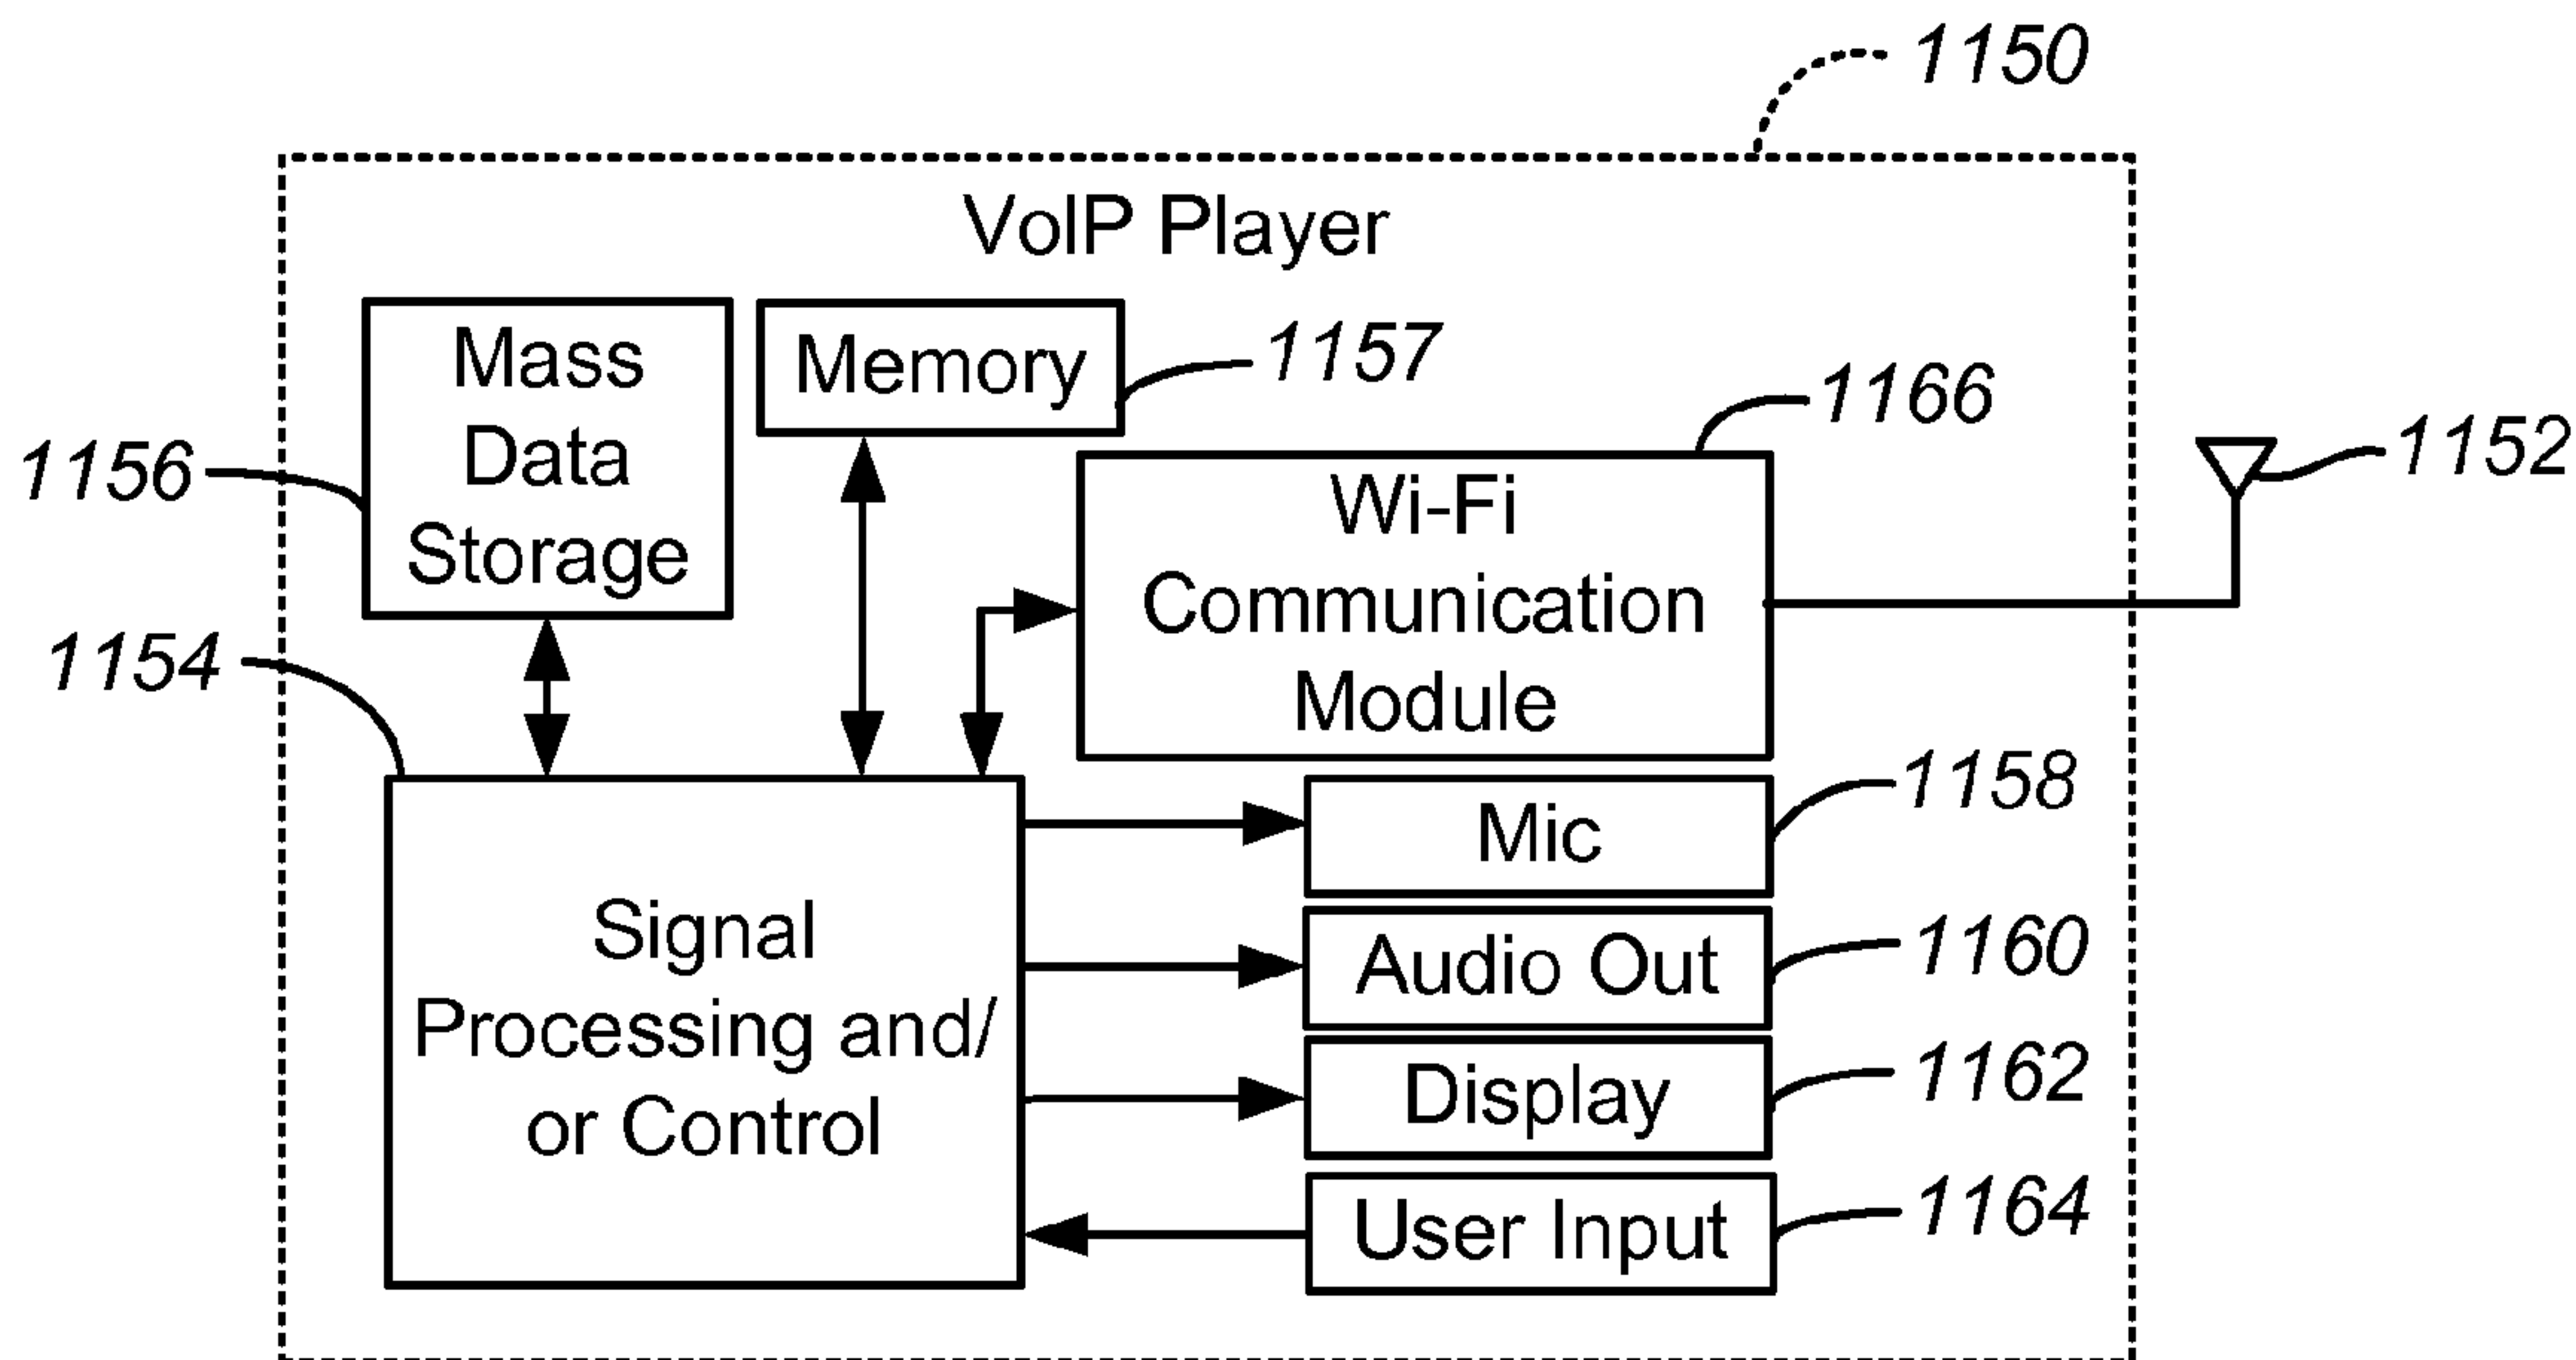 1150
VoIP Player
Mass
Data
Storage
Memory
1157
1166
1156
Wi-Fi
Communication
Module
1152
1154
1158
Mic
Signal
Processing and/
or Control
Audio Out
1160
Display
1162
User Input
1164